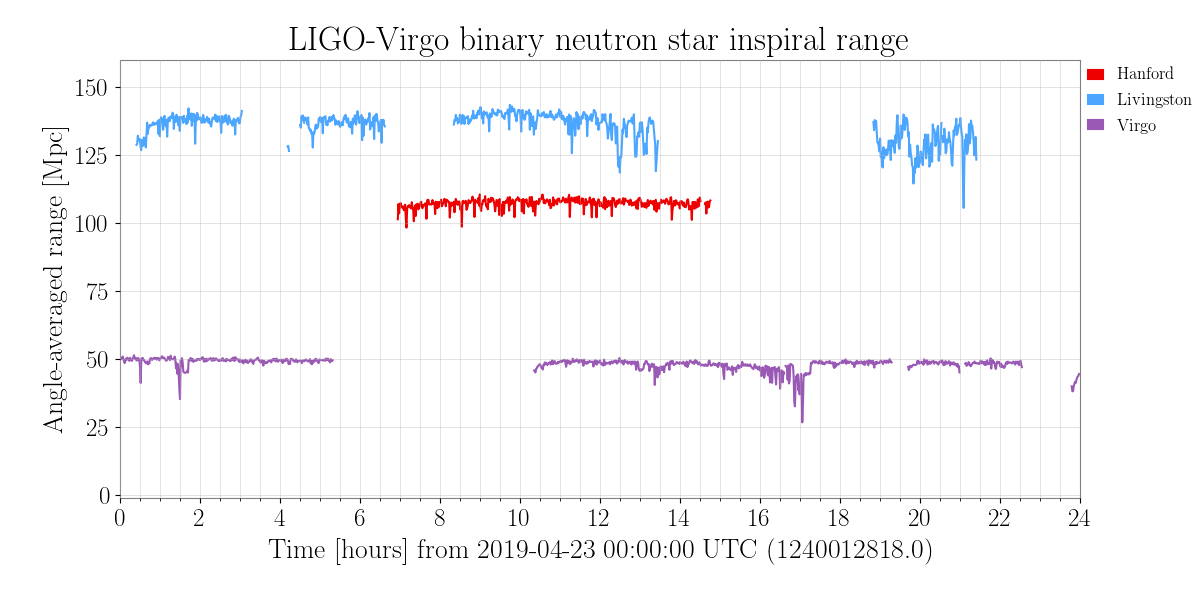 LIGO-Virgo binary neutron star inspiral range
Angle-averaged range [Mpc]
150
125
100
75
50
25
0
0 2 4 6 8 10 12 14 16 18 20 22 24
Time [hours] from 2019-04-23 00:00:00 UTC (1240012818.0)
Hanford
Livingston
Virgo